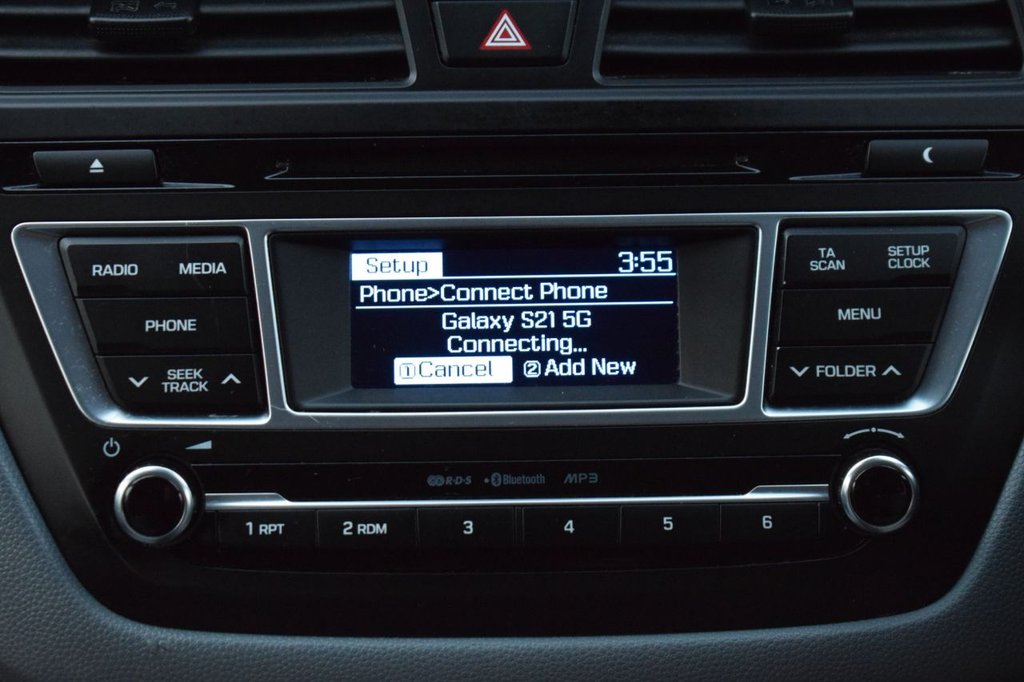 RADIO MEDIA
PHONE
SEEK
TRACK
Setup 3:55
Phone>Connect Phone
Galaxy S21 5G
Connecting...
1 Cancel 2 Add New
TA
SCAN
SETUP
CLOCK
MENU
FOLDER
R·D·S Bluetooth MP3
1 RPT 2 RDM 3 4 5 6